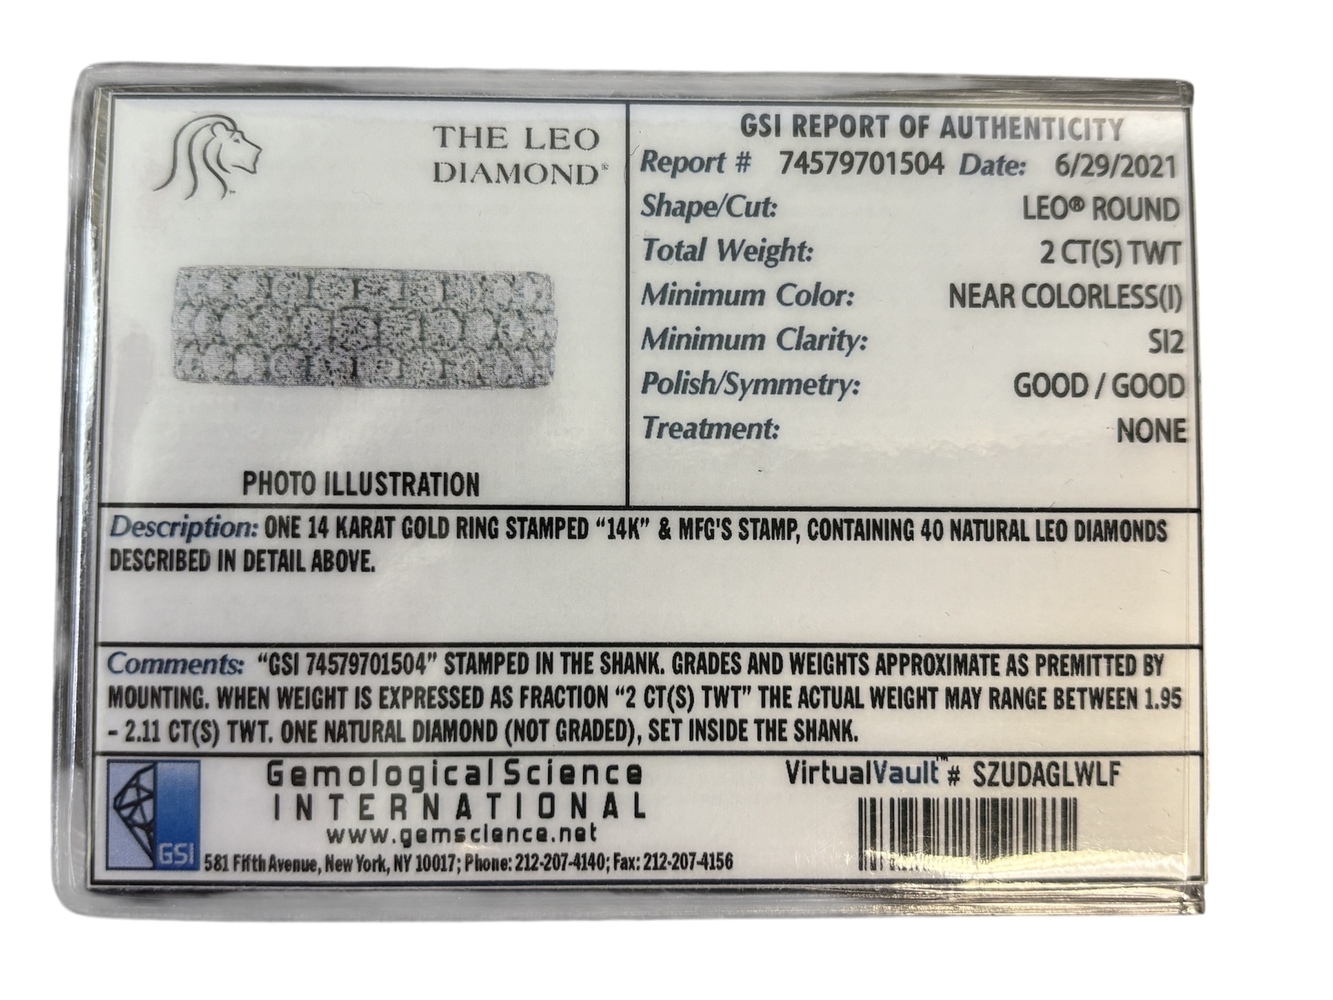 THE LEO
DIAMOND®
PHOTO ILLUSTRATION
GSI REPORT OF AUTHENTICITY
Report # 74579701504 Date: 6/29/2021
Shape/Cut: LEO® ROUND
Total Weight: 2 CT(S) TWT
Minimum Color: NEAR COLORLESS(I)
Minimum Clarity: SI2
Polish/Symmetry: GOOD / GOOD
Treatment: NONE
Description: ONE 14 KARAT GOLD RING STAMPED “14K” & MFG'S STAMP, CONTAINING 40 NATURAL LEO DIAMONDS
DESCRIBED IN DETAIL ABOVE.
Comments: “GSI 74579701504” STAMPED IN THE SHANK. GRADES AND WEIGHTS APPROXIMATE AS PREMITTED BY
MOUNTING. WHEN WEIGHT IS EXPRESSED AS FRACTION “2 CT(S) TWT” THE ACTUAL WEIGHT MAY RANGE BETWEEN 1.95
– 2.11 CT(S) TWT. ONE NATURAL DIAMOND (NOT GRADED), SET INSIDE THE SHANK.
GSI
Gemological Science
INTERNATIONAL
www.gemscience.net
581 Fifth Avenue, New York, NY 10017; Phone: 212-207-4140; Fax: 212-207-4156
VirtualVault™# SZUDAGLWLF